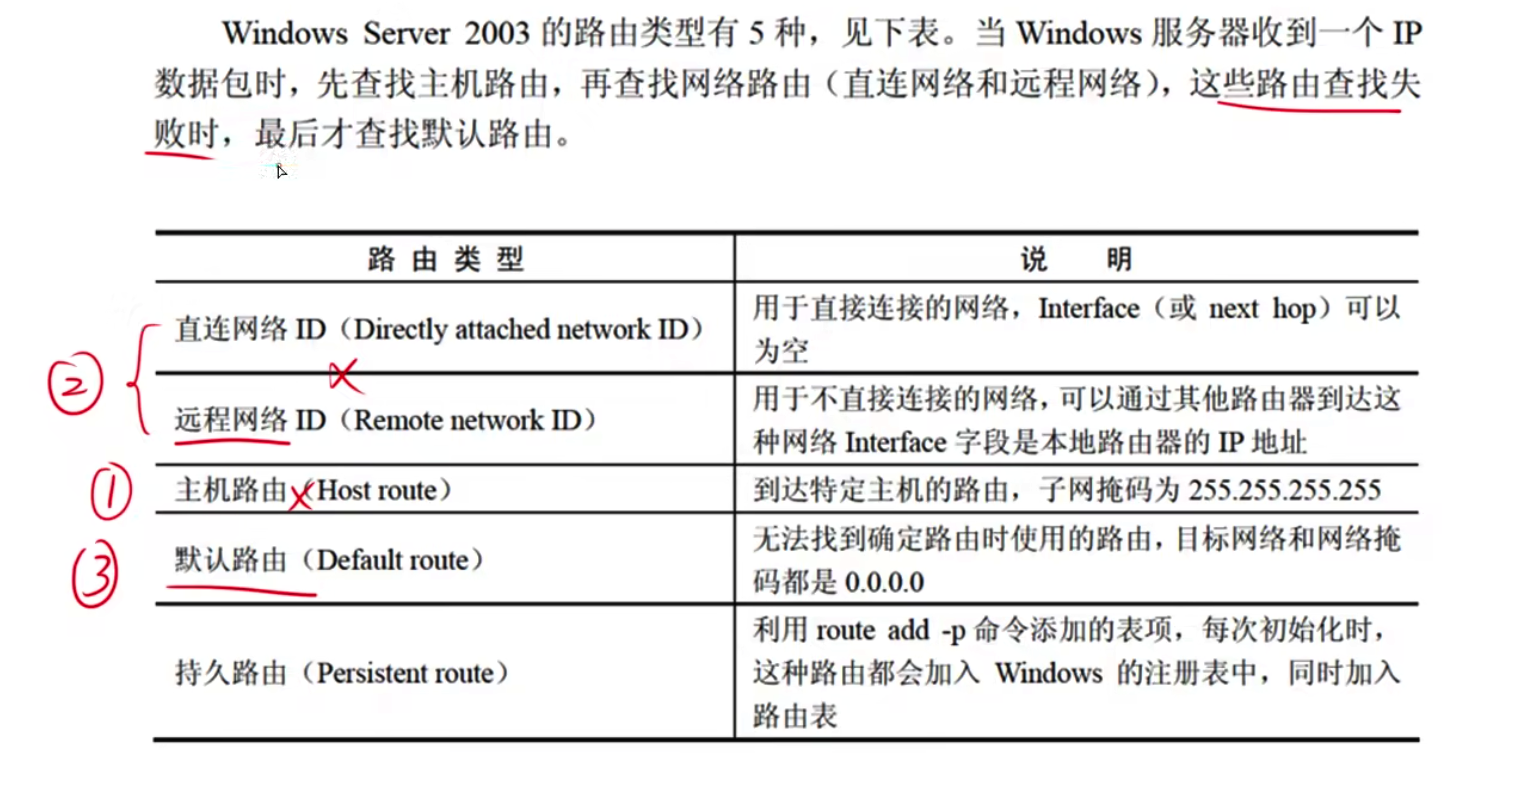 Windows Server 2003 的路由类型有 5 种，见下表。当 Windows 服务器收到一个 IP
数据包时，先查找主机路由，再查找网络路由（直连网络和远程网络），这些路由查找失
败时，最后才查找默认路由。
路由类型 说 明
直连网络 ID（Directly attached network ID） 用于直接连接的网络，Interface（或 next hop）可以
为空
② 远程网络 ID（Remote network ID） 用于不直接连接的网络，可以通过其他路由器到达这
种网络 Interface 字段是本地路由器的 IP 地址
① 主机路由（Host route） 到达特定主机的路由，子网掩码为 255.255.255.255
③ 默认路由（Default route） 无法找到确定路由时使用的路由，目标网络和网络掩
码都是 0.0.0.0
持久路由（Persistent route） 利用 route add -p 命令添加的表项，每次初始化时，
这种路由都会加入 Windows 的注册表中，同时加入
路由表